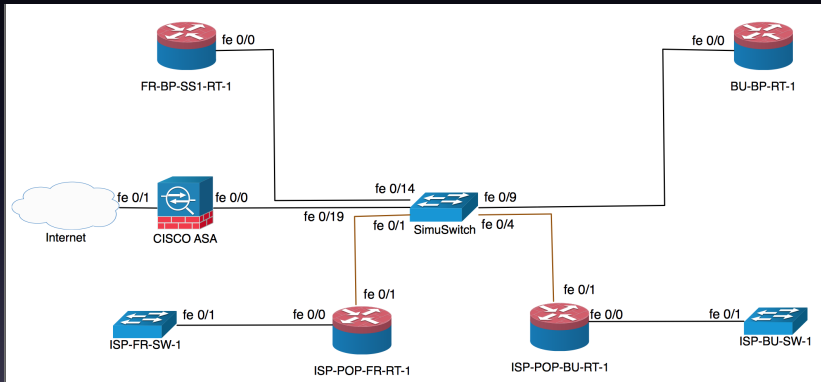 fe 0/0
FR-BP-SS1-RT-1
fe 0/0
BU-BP-RT-1
fe 0/1
Internet
fe 0/0
CISCO ASA
fe 0/14
fe 0/19
fe 0/1
fe 0/9
fe 0/4
SimuSwitch
fe 0/1
ISP-FR-SW-1
fe 0/0
fe 0/1
ISP-POP-FR-RT-1
fe 0/1
fe 0/0
ISP-POP-BU-RT-1
fe 0/1
ISP-BU-SW-1